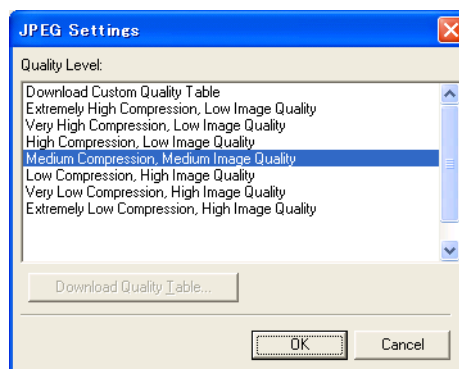 JPEG Settings
Quality Level:
Download Custom Quality Table
Extremely High Compression, Low Image Quality
Very High Compression, Low Image Quality
High Compression, Low Image Quality
Medium Compression, Medium Image Quality
Low Compression, High Image Quality
Very Low Compression, High Image Quality
Extremely Low Compression, High Image Quality
Download Quality Table...
OK
Cancel